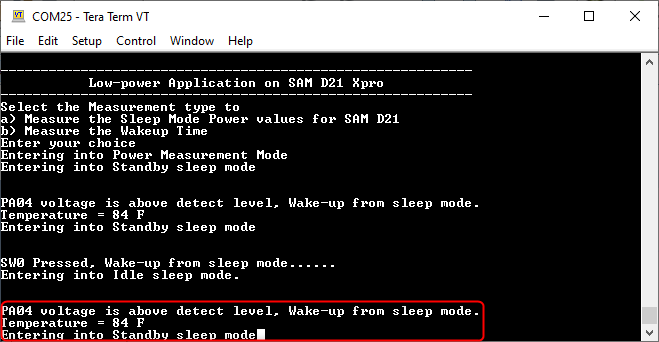 COM25 - Tera Term VT
File Edit Setup Control Window Help
------------------------------------------------------------
Low-power Application on SAM D21 Xpro
------------------------------------------------------------
Select the Measurement type to
a) Measure the Sleep Mode Power values for SAM D21
b) Measure the Wakeup Time
Enter your choice
Entering into Power Measurement Mode
Entering into Standby sleep mode
PA04 voltage is above detect level, Wake-up from sleep mode.
Temperature = 84 F
Entering into Standby sleep mode
SW0 Pressed, Wake-up from sleep mode......
Entering into Idle sleep mode.
PA04 voltage is above detect level, Wake-up from sleep mode.
Temperature = 84 F
Entering into Standby sleep mode